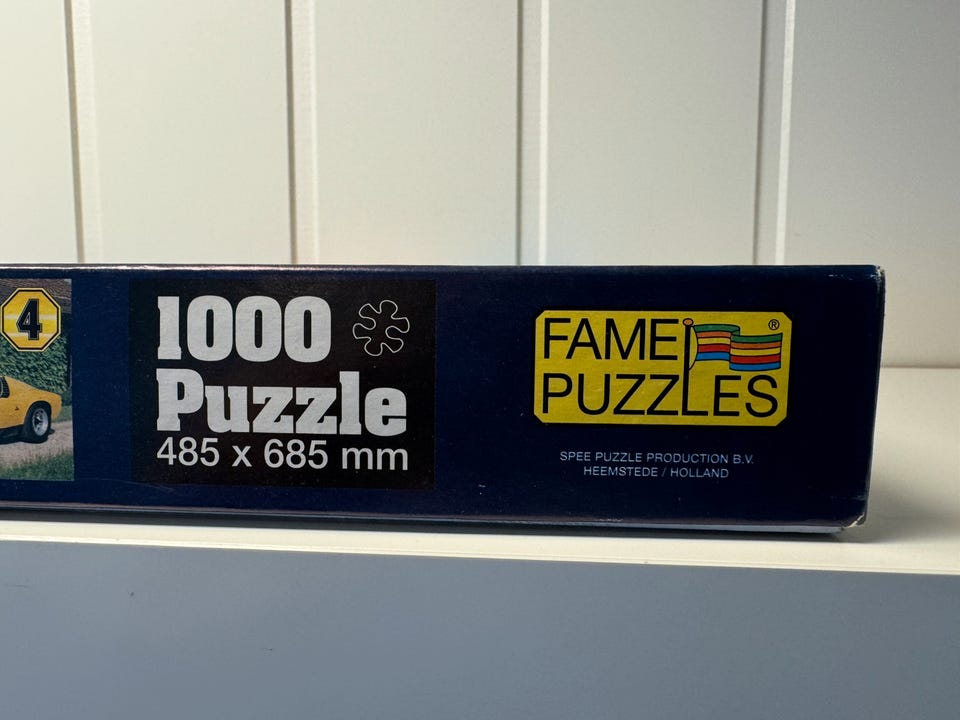 4
1000
Puzzle
485 x 685 mm
FAME
PUZZLES
®
SPEE PUZZLE PRODUCTION B.V.
HEEMSTEDE / HOLLAND